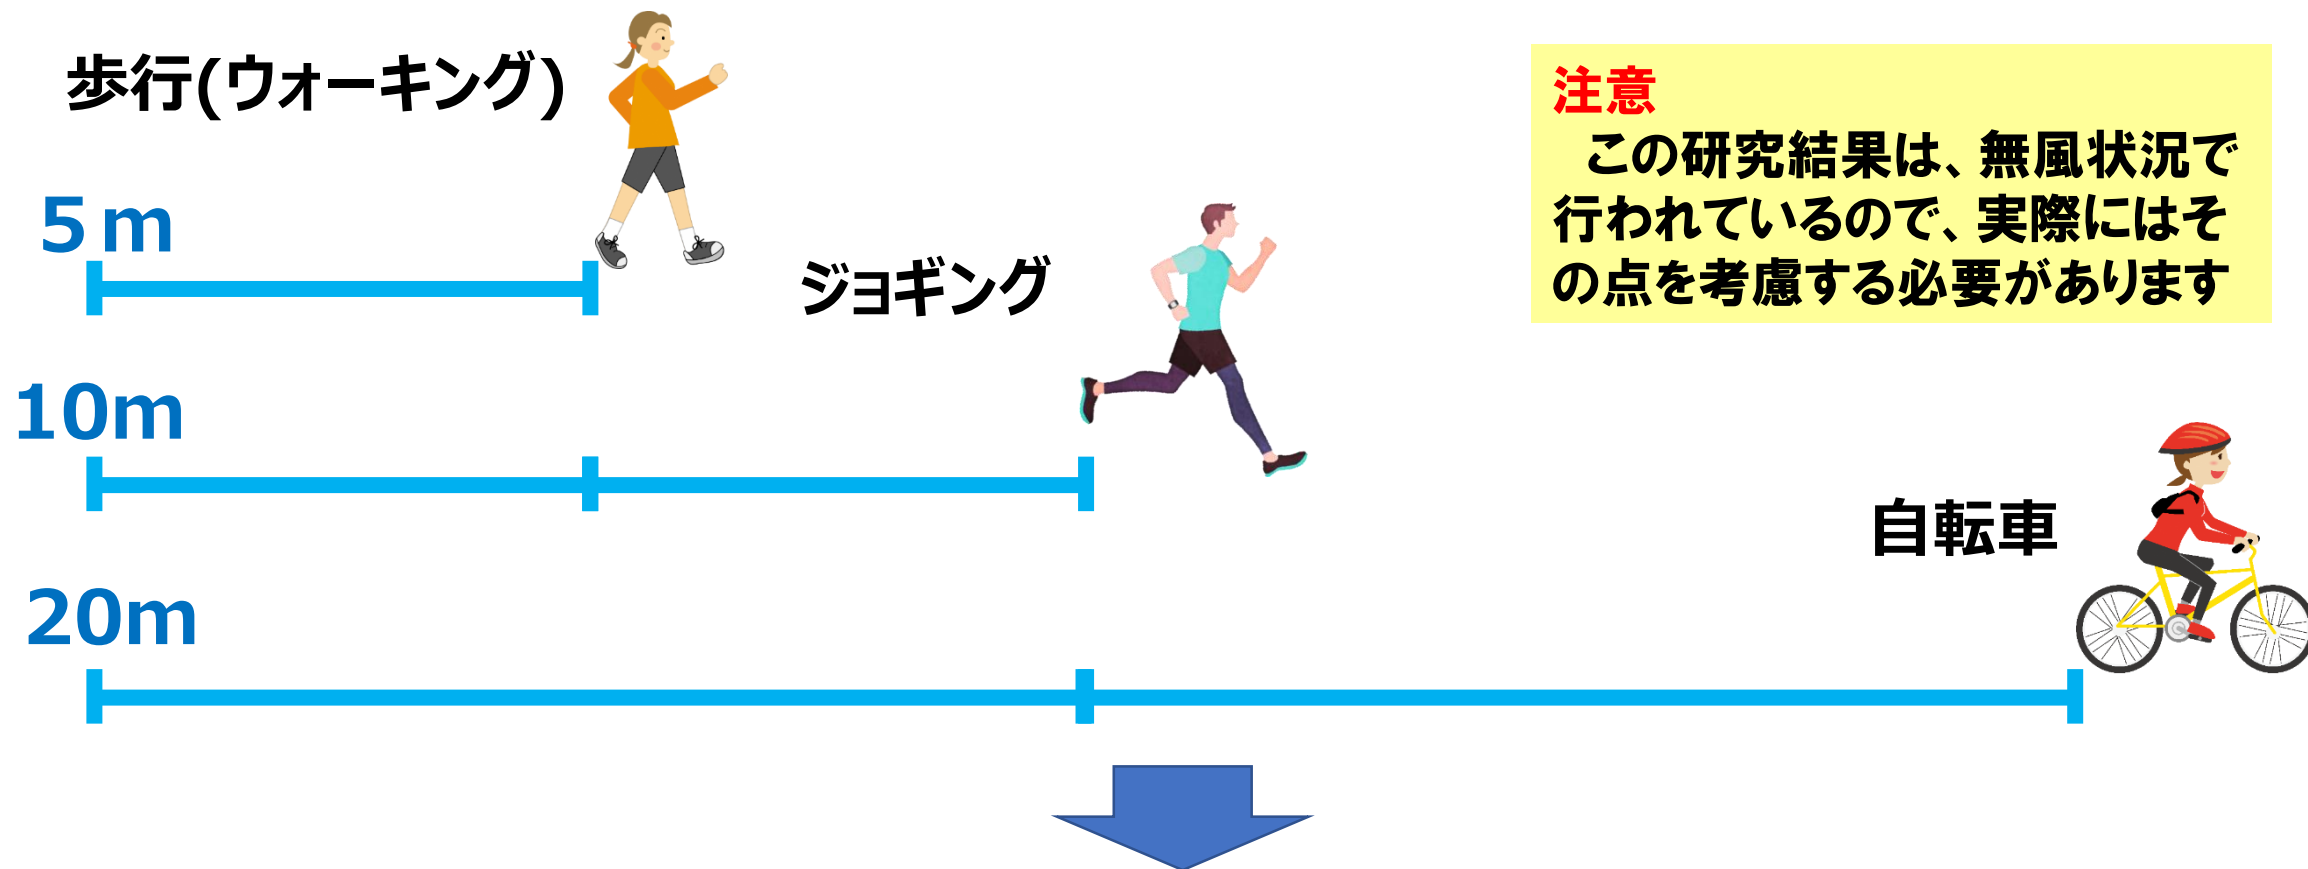 歩行(ウォーキング)
5m
ジョギング
10m
自転車
20m
注意
この研究結果は、無風状況で
行われているので、実際にはそ
の点を考慮する必要があります